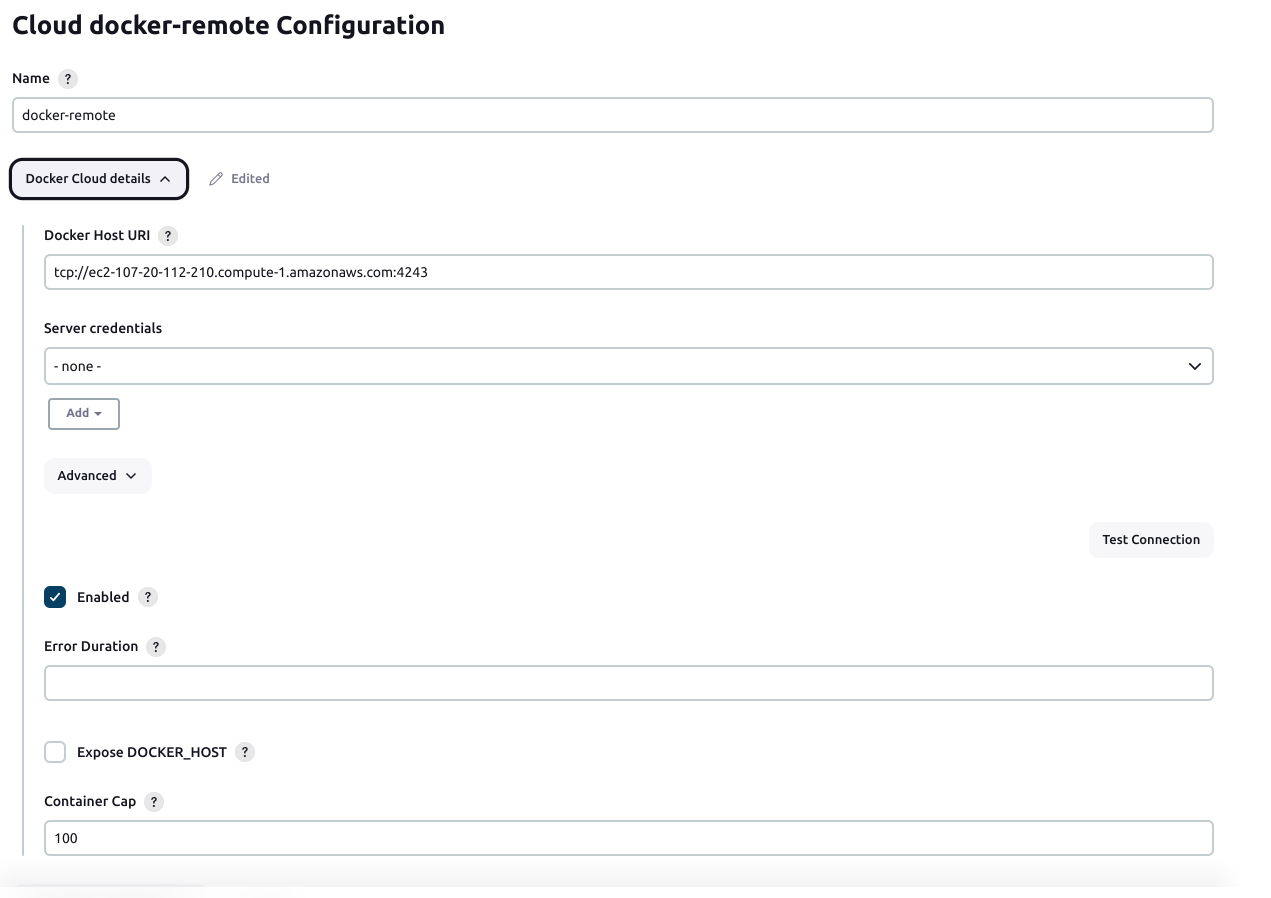 Cloud docker-remote Configuration
Name ?
docker-remote
Docker Cloud details Edited
Docker Host URI ?
tcp://ec2-107-20-112-210.compute-1.amazonaws.com:4243
Server credentials
- none -
Add
Advanced
Test Connection
Enabled ?
Error Duration ?
Expose DOCKER_HOST ?
Container Cap ?
100